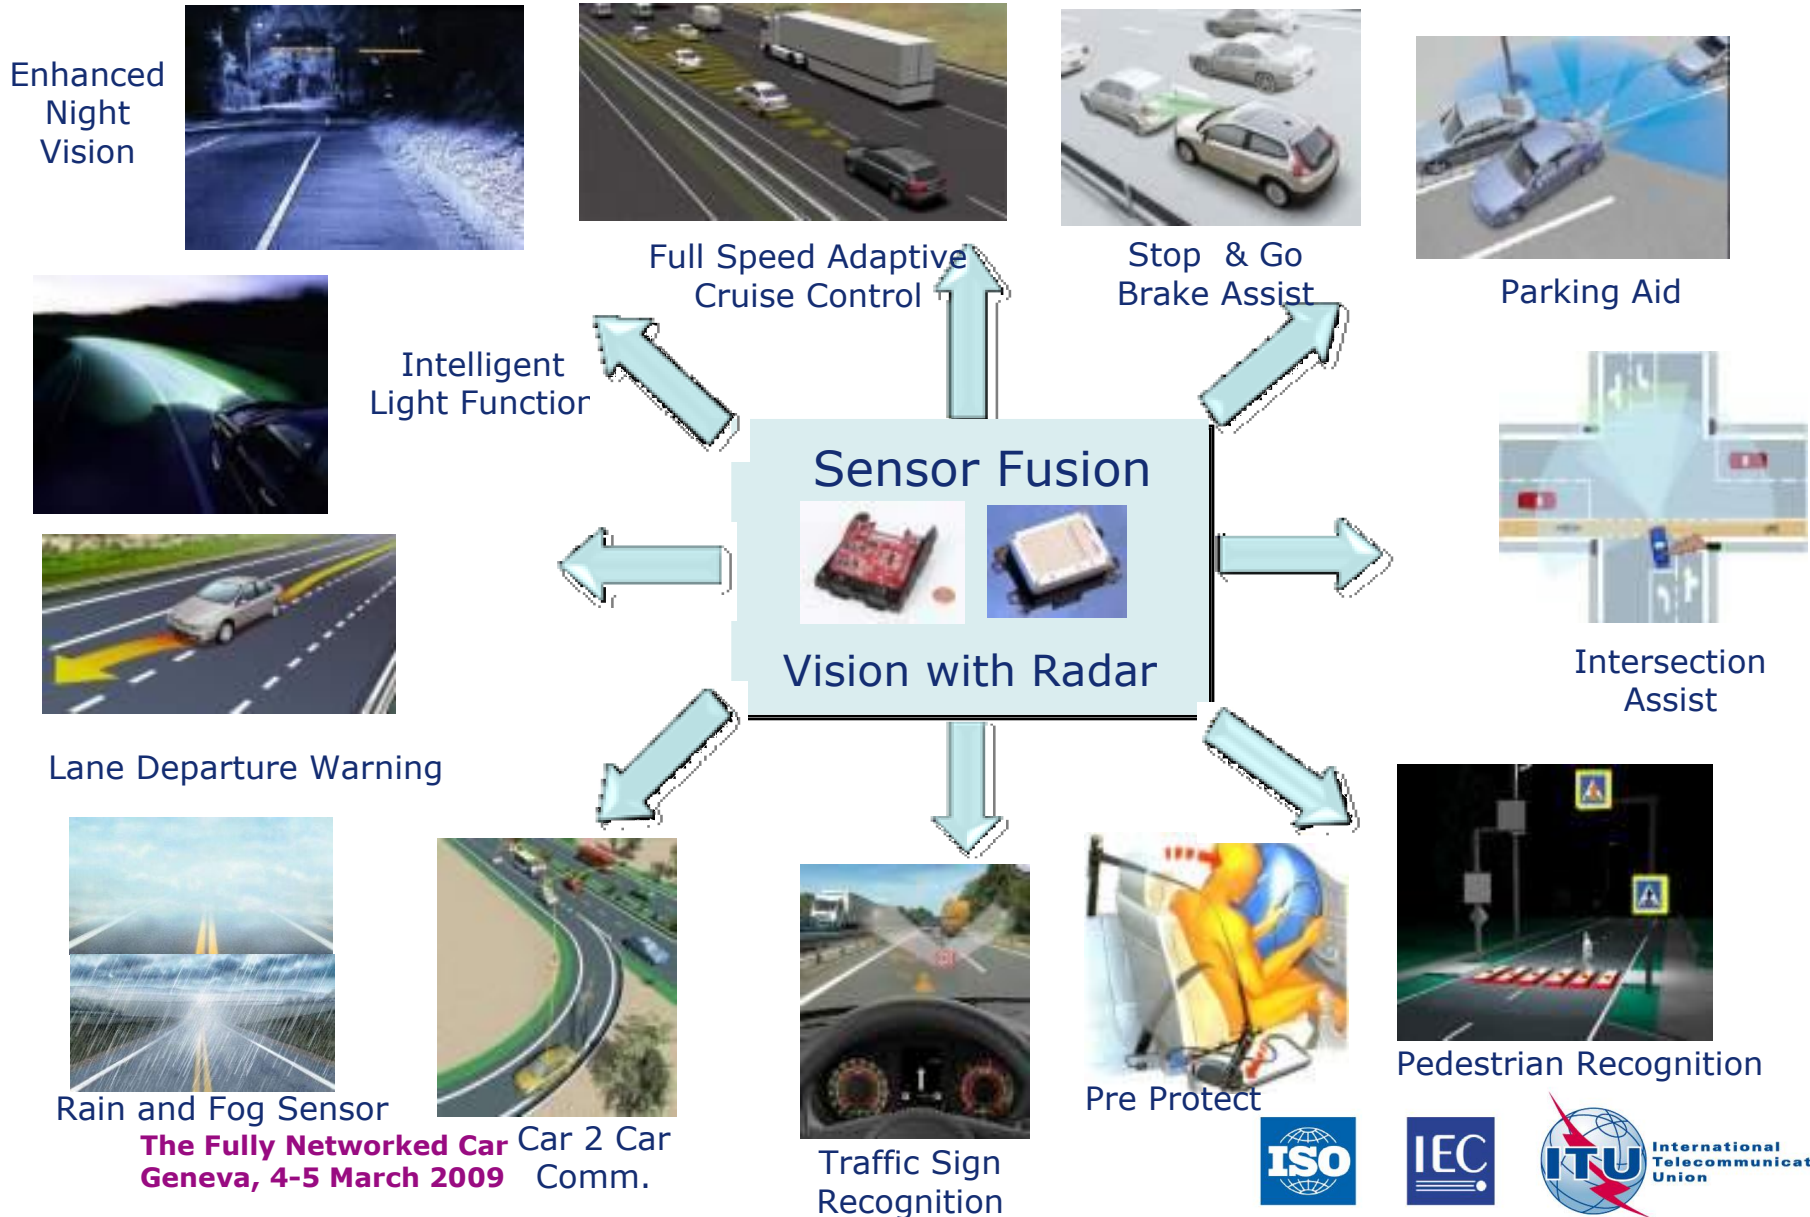 Enhanced
Night
Vision
Full Speed Adaptive
Cruise Control
Stop & Go
Brake Assist
Parking Aid
Intelligent
Light Function
Sensor Fusion
Vision with Radar
Intersection
Assist
Lane Departure Warning
Rain and Fog Sensor
Car 2 Car
Comm.
Traffic Sign
Recognition
Pre Protect
Pedestrian Recognition
The Fully Networked Car
Geneva, 4-5 March 2009
ISO
IEC
ITU
International
Telecommunicat
Union